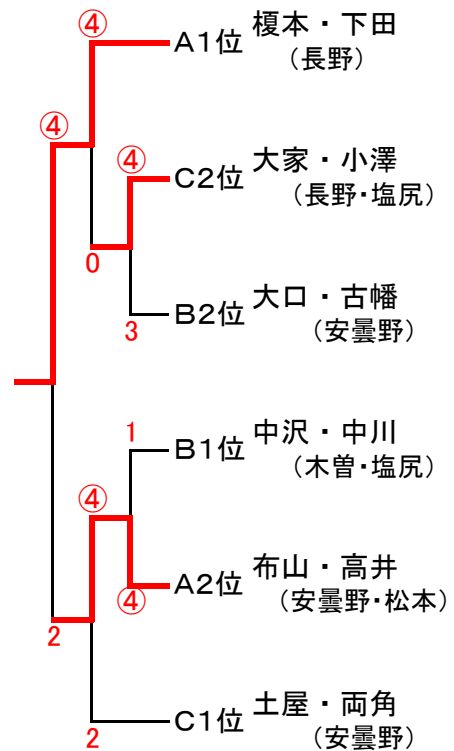 ④
A1位 榎本・下田
（長野）
④
④
C2位 大家・小澤
（長野・塩尻）
0
B2位 大口・古幡
3
（安曇野）
1
B1位 中沢・中川
（木曽・塩尻）
④
A2位 布山・高井
④
（安曇野・松本）
2
C1位 土屋・両角
2
（安曇野）